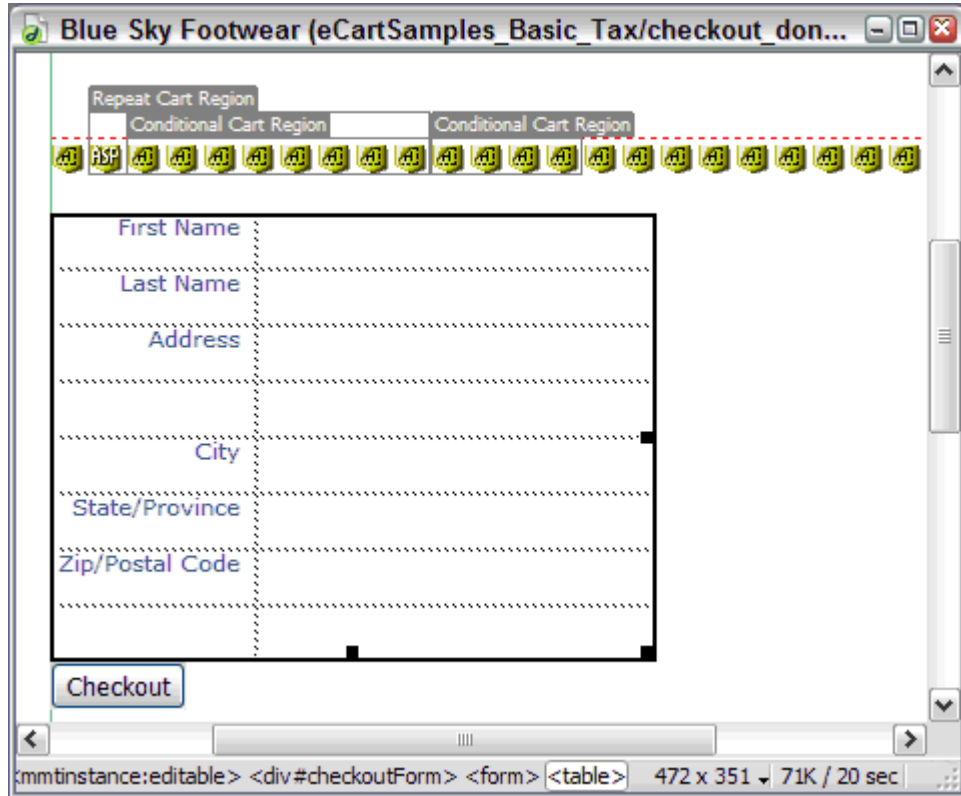 Blue Sky Footwear (eCartSamples_Basic_Tax/checkout_don...
Repeat Cart Region
Conditional Cart Region Conditional Cart Region
ASP
First Name
Last Name
Address
City
State/Province
Zip/Postal Code
Checkout
<mmtinstance:editable> <div#checkoutForm> <form> <table> 472 x 351 71K / 20 sec